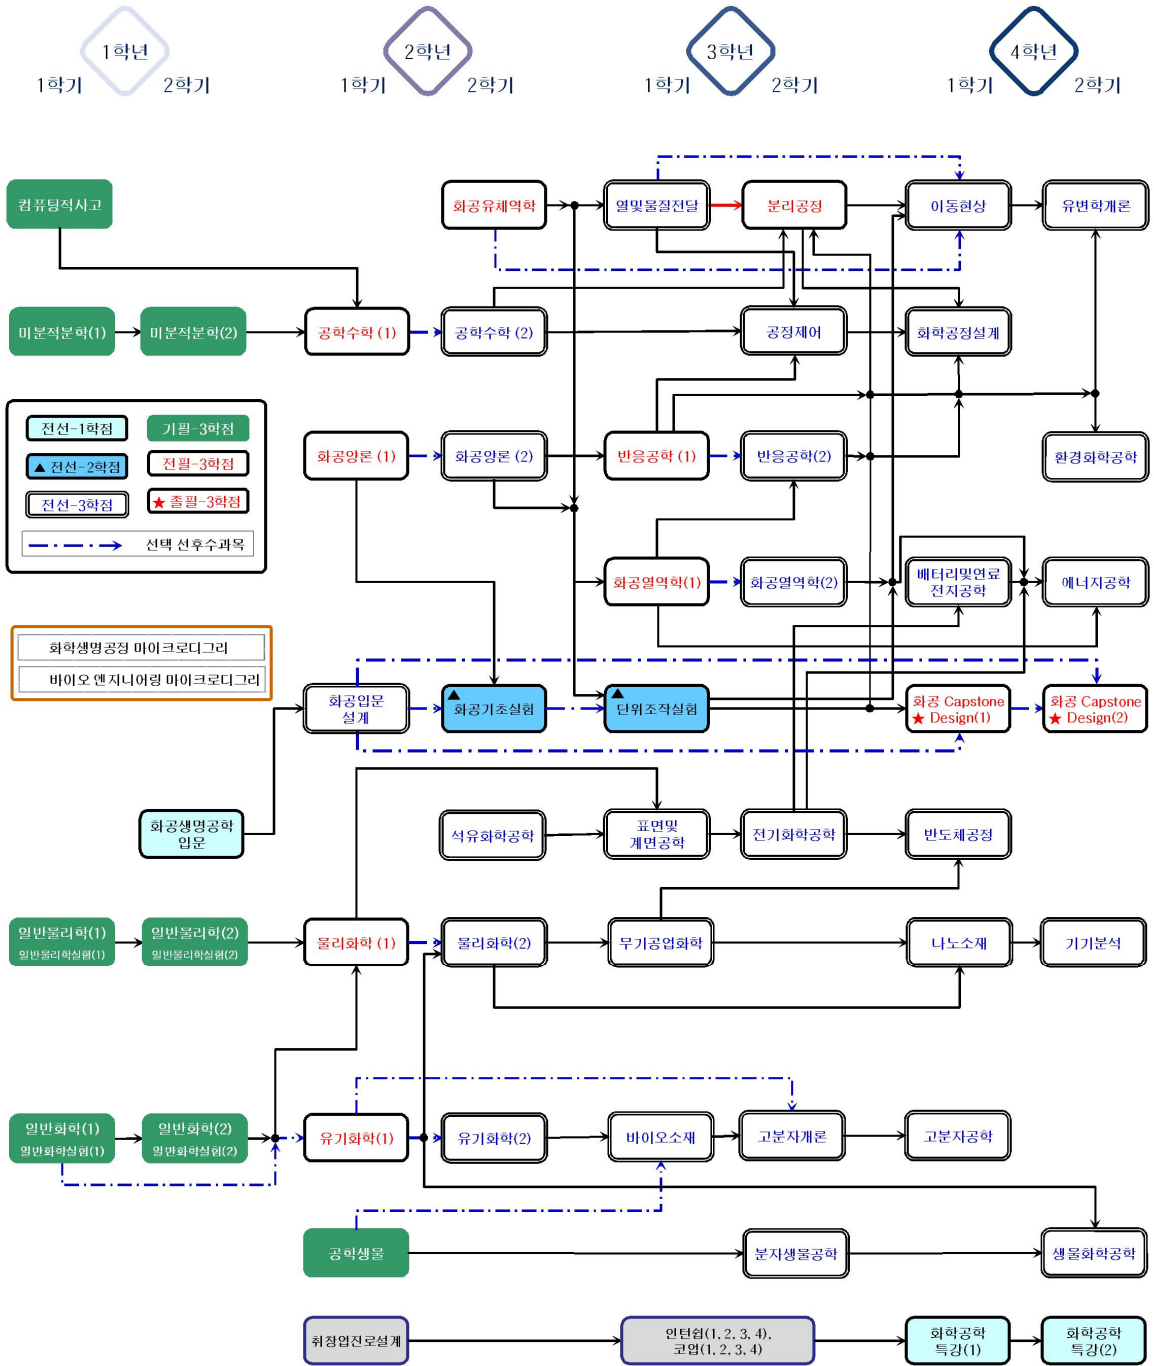 1학년
2학년
3학년
4학년
1학기
2학기
1학기
2학기
1학기
2학기
1학기
2학기
컴퓨팅적사고
화공유체역학
열및물질전달
분리공정
이동현상
유변학개론
미분적분학(1)
미분적분학(2)
공학수학 (1)
공학수학 (2)
공정제어
화학공정설계
전선-1학점
기필-3학점
▲ 전선-2학점
전필-3학점
전선-3학점
★ 졸필-3학점
선택 선후수과목
화공양론 (1)
화공양론 (2)
반응공학 (1)
반응공학(2)
환경화학공학
화공열역학(1)
화공열역학(2)
배터리및연료
전지공학
에너지공학
화학생명공정 마이크로디그리
바이오 엔지니어링 마이크로디그리
화공입문
설계
▲
화공기초실험
▲
단위조작실험
화공 Capstone
★ Design(1)
화공 Capstone
★ Design(2)
화공생명공학
입문
석유화학공학
표면및
계면공학
전기화학공학
반도체공정
일반물리학(1)
일반물리학실험(1)
일반물리학(2)
일반물리학실험(2)
물리화학 (1)
물리화학(2)
무기공업화학
나노소재
기기분석
일반화학(1)
일반화학실험(1)
일반화학(2)
일반화학실험(2)
유기화학(1)
유기화학(2)
바이오소재
고분자개론
고분자공학
공학생물
분자생물공학
생물화학공학
취창업진로설계
인턴쉽(1, 2, 3, 4),
코업(1, 2, 3, 4)
화학공학
특강(1)
화학공학
특강(2)